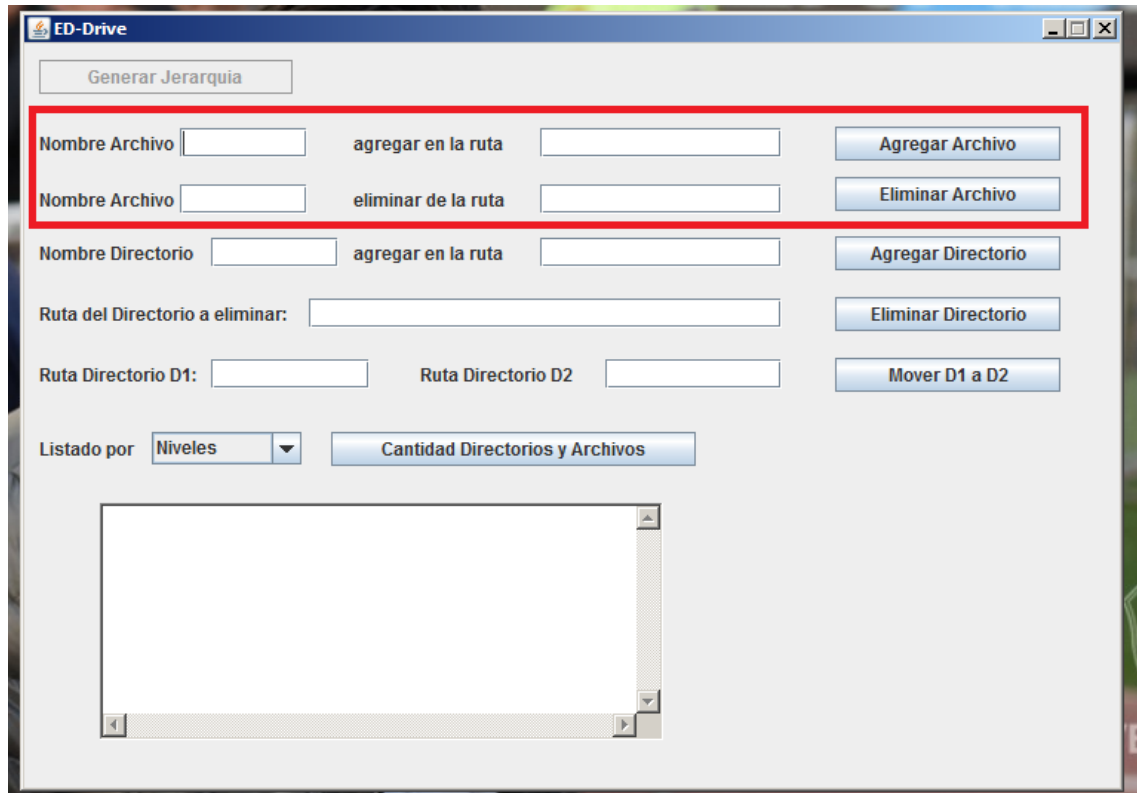 ED-Drive
Generar Jerarquia
Nombre Archivo agregar en la ruta Agregar Archivo
Nombre Archivo eliminar de la ruta Eliminar Archivo
Nombre Directorio agregar en la ruta Agregar Directorio
Ruta del Directorio a eliminar: Eliminar Directorio
Ruta Directorio D1: Ruta Directorio D2 Mover D1 a D2
Listado por Niveles Cantidad Directorios y Archivos